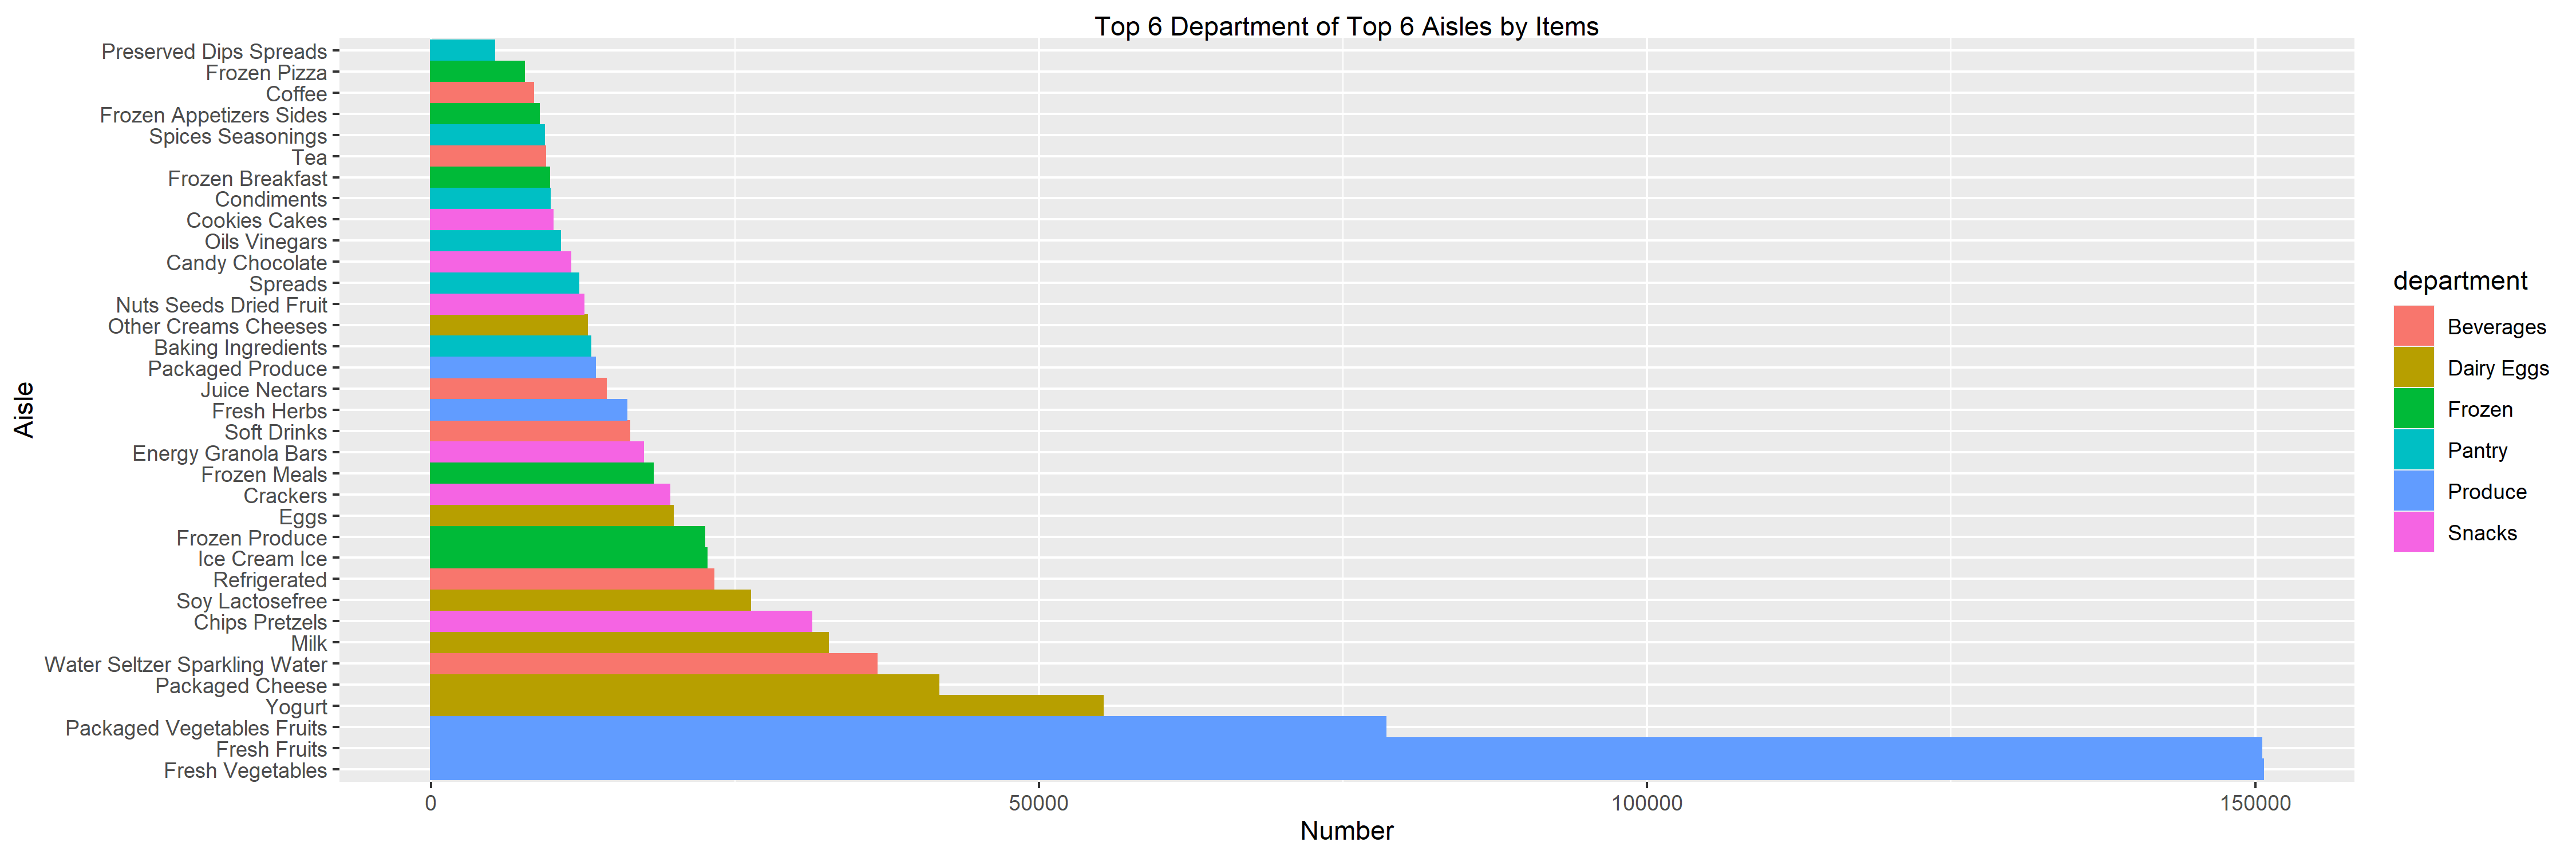 Top 6 Department of Top 6 Aisles by Items
Aisle
Preserved Dips Spreads
Frozen Pizza
Coffee
Frozen Appetizers Sides
Spices Seasonings
Tea
Frozen Breakfast
Condiments
Cookies Cakes
Oils Vinegars
Candy Chocolate
Spreads
Nuts Seeds Dried Fruit
Other Creams Cheeses
Baking Ingredients
Packaged Produce
Juice Nectars
Fresh Herbs
Soft Drinks
Energy Granola Bars
Frozen Meals
Crackers
Eggs
Frozen Produce
Ice Cream Ice
Refrigerated
Soy Lactosefree
Chips Pretzels
Milk
Water Seltzer Sparkling Water
Packaged Cheese
Yogurt
Packaged Vegetables Fruits
Fresh Fruits
Fresh Vegetables
0 50000 100000 150000
Number
department
Beverages
Dairy Eggs
Frozen
Pantry
Produce
Snacks